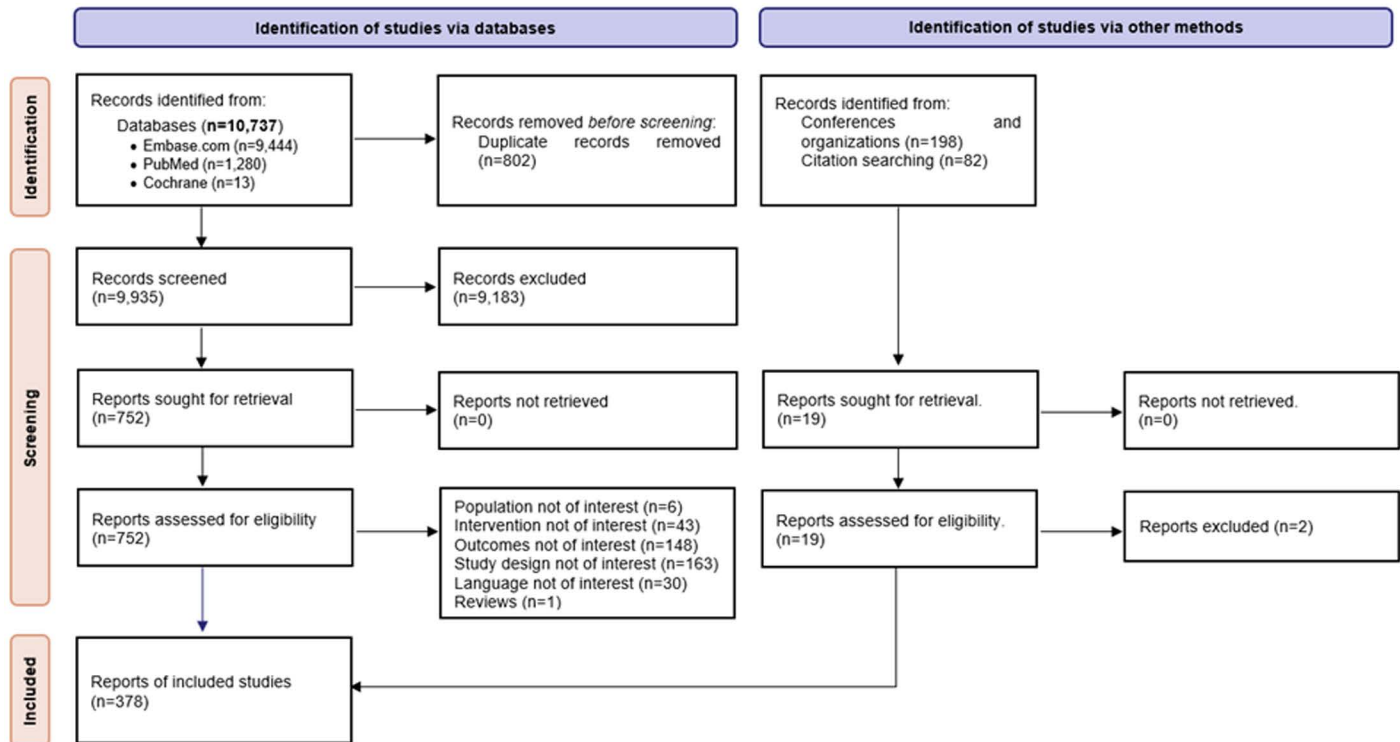 Identification of studies via databases
Identification of studies via other methods
Identification
Records identified from:
Databases (n=10,737)
• Embase.com (n=9,444)
• PubMed (n=1,280)
• Cochrane (n=13)
Records removed before screening:
Duplicate records removed
(n=802)
Records identified from:
Conferences and
organizations (n=198)
Citation searching (n=82)
Screening
Records screened
(n=9,935)
Records excluded
(n=9,183)
Reports sought for retrieval
(n=752)
Reports not retrieved
(n=0)
Reports sought for retrieval.
(n=19)
Reports not retrieved.
(n=0)
Reports assessed for eligibility
(n=752)
Population not of interest (n=6)
Intervention not of interest (n=43)
Outcomes not of interest (n=148)
Study design not of interest (n=163)
Language not of interest (n=30)
Reviews (n=1)
Reports assessed for eligibility.
(n=19)
Reports excluded (n=2)
Included
Reports of included studies
(n=378)